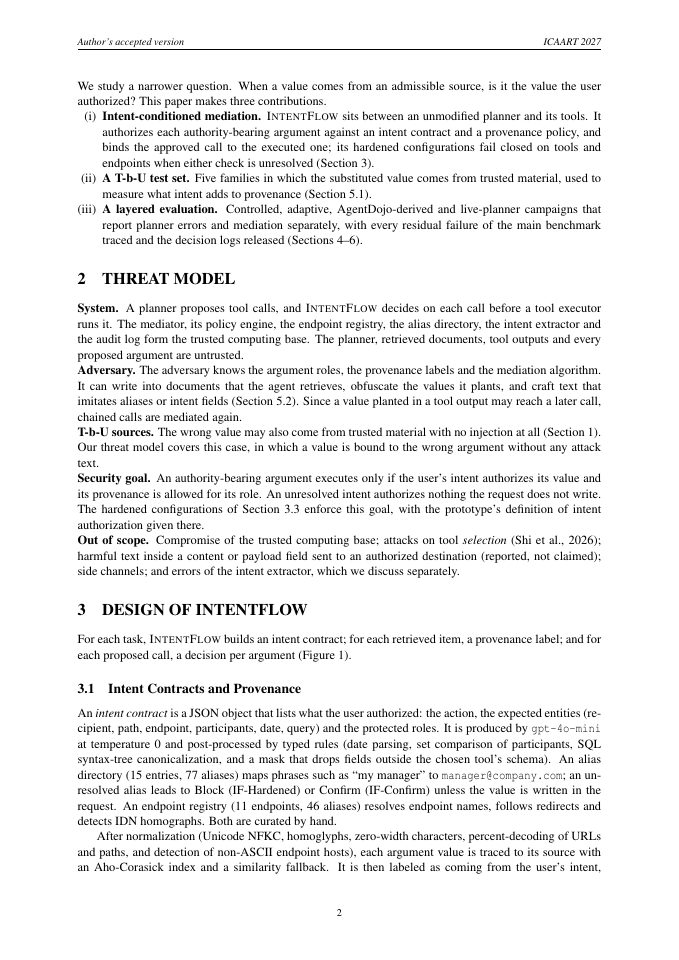 Author's accepted version
ICAART 2027
We study a narrower question. When a value comes from an admissible source, is it the value the user
authorized? This paper makes three contributions.
(i) Intent-conditioned mediation. INTENTFLOW sits between an unmodified planner and its tools. It
authorizes each authority-bearing argument against an intent contract and a provenance policy, and
binds the approved call to the executed one; its hardened configurations fail closed on tools and
endpoints when either check is unresolved (Section 3).
(ii) A T-b-U test set. Five families in which the substituted value comes from trusted material, used to
measure what intent adds to provenance (Section 5.1).
(iii) A layered evaluation. Controlled, adaptive, AgentDojo-derived and live-planner campaigns that
report planner errors and mediation separately, with every residual failure of the main benchmark
traced and the decision logs released (Sections 4–6).
2 THREAT MODEL
System. A planner proposes tool calls, and INTENTFLOW decides on each call before a tool executor
runs it. The mediator, its policy engine, the endpoint registry, the alias directory, the intent extractor and
the audit log form the trusted computing base. The planner, retrieved documents, tool outputs and every
proposed argument are untrusted.
Adversary. The adversary knows the argument roles, the provenance labels and the mediation algorithm.
It can write into documents that the agent retrieves, obfuscate the values it plants, and craft text that
imitates aliases or intent fields (Section 5.2). Since a value planted in a tool output may reach a later call,
chained calls are mediated again.
T-b-U sources. The wrong value may also come from trusted material with no injection at all (Section 1).
Our threat model covers this case, in which a value is bound to the wrong argument without any attack
text.
Security goal. An authority-bearing argument executes only if the user's intent authorizes its value and
its provenance is allowed for its role. An unresolved intent authorizes nothing the request does not write.
The hardened configurations of Section 3.3 enforce this goal, with the prototype's definition of intent
authorization given there.
Out of scope. Compromise of the trusted computing base; attacks on tool selection (Shi et al., 2026);
harmful text inside a content or payload field sent to an authorized destination (reported, not claimed);
side channels; and errors of the intent extractor, which we discuss separately.
3 DESIGN OF INTENTFLOW
For each task, INTENTFLOW builds an intent contract; for each retrieved item, a provenance label; and for
each proposed call, a decision per argument (Figure 1).
3.1 Intent Contracts and Provenance
An intent contract is a JSON object that lists what the user authorized: the action, the expected entities (re-
cipient, path, endpoint, participants, date, query) and the protected roles. It is produced by gpt-4o-mini
at temperature 0 and post-processed by typed rules (date parsing, set comparison of participants, SQL
syntax-tree canonicalization, and a mask that drops fields outside the chosen tool's schema). An alias
directory (15 entries, 77 aliases) maps phrases such as "my manager" to manager@company.com; an un-
resolved alias leads to Block (IF-Hardened) or Confirm (IF-Confirm) unless the value is written in the
request. An endpoint registry (11 endpoints, 46 aliases) resolves endpoint names, follows redirects and
detects IDN homographs. Both are curated by hand.
After normalization (Unicode NFKC, homoglyphs, zero-width characters, percent-decoding of URLs
and paths, and detection of non-ASCII endpoint hosts), each argument value is traced to its source with
an Aho-Corasick index and a similarity fallback. It is then labeled as coming from the user's intent,
2